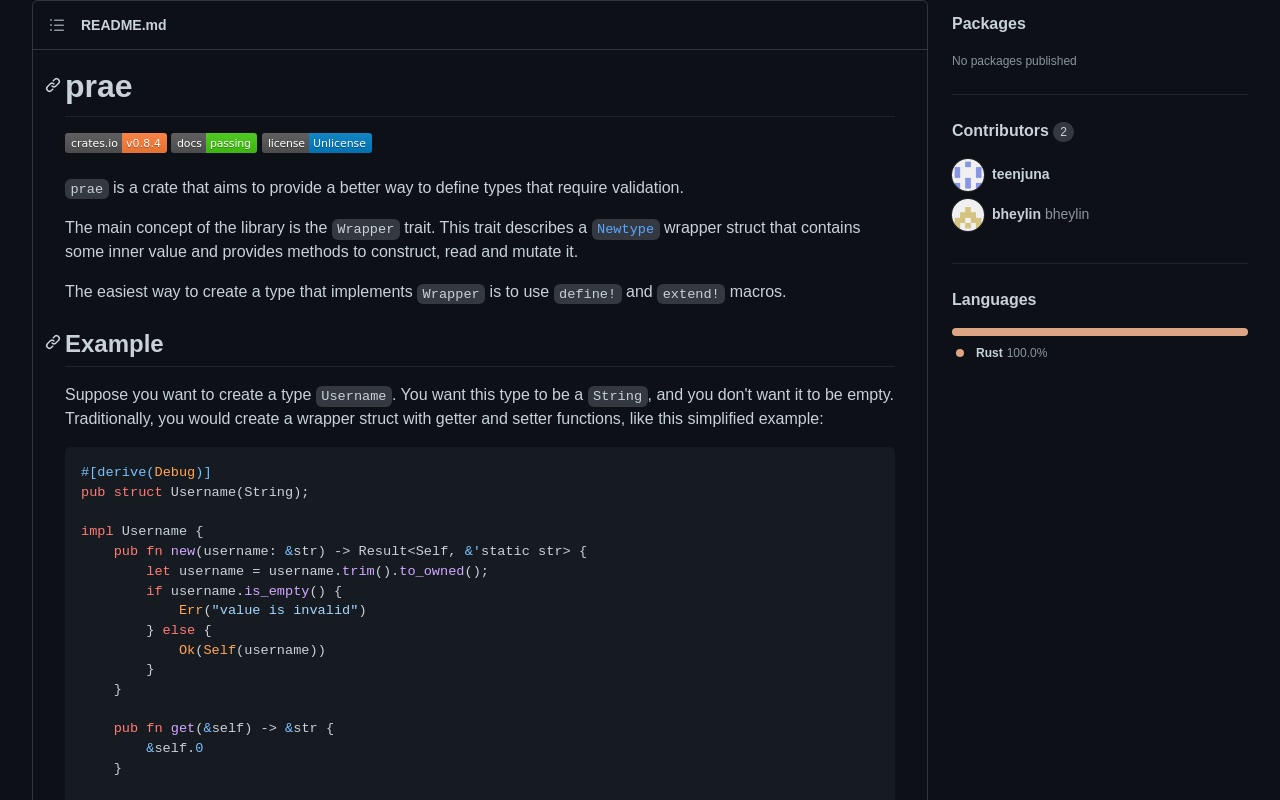 README.md
prae
crates.io v0.8.4 docs passing license Unlicense
prae is a crate that aims to provide a better way to define types that require validation.
The main concept of the library is the Wrapper trait. This trait describes a Newtype wrapper struct that contains
some inner value and provides methods to construct, read and mutate it.
The easiest way to create a type that implements Wrapper is to use define! and extend! macros.
Example
Suppose you want to create a type Username. You want this type to be a String, and you don't want it to be empty.
Traditionally, you would create a wrapper struct with getter and setter functions, like this simplified example:
#[derive(Debug)]
pub struct Username(String);
impl Username {
    pub fn new(username: &str) -> Result<Self, &'static str> {
        let username = username.trim().to_owned();
        if username.is_empty() {
            Err("value is invalid")
        } else {
            Ok(Self(username))
        }
    }
    pub fn get(&self) -> &str {
        &self.0
    }
Packages
No packages published
Contributors 2
teenjuna
bheylin bheylin
Languages
Rust 100.0%